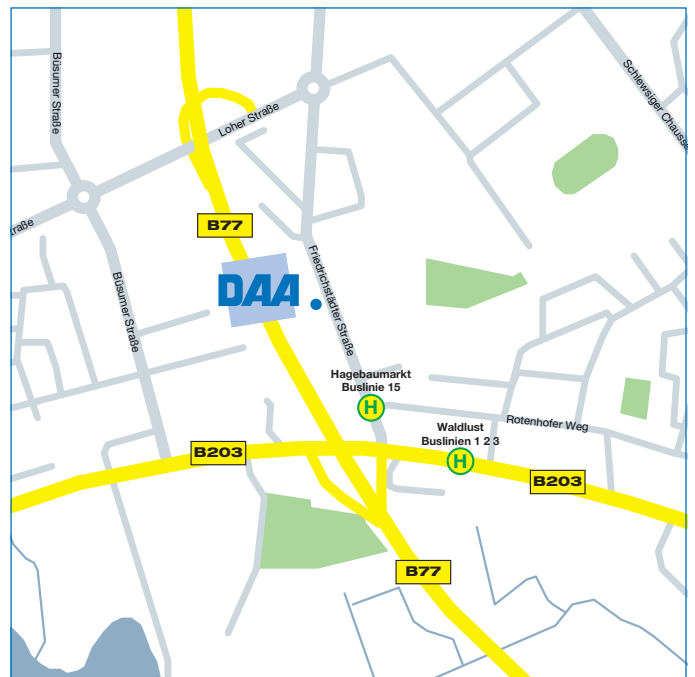 Büsumer Straße
Schleswiger Chausse
Loher Straße
raße
B77
DAA
Friedrichstädter Straße
Büsumer Straße
Hagebaumarkt
Buslinie 15
H
Rotenhofer Weg
Waldlust
Buslinien 1 2 3
H
B203
B203
B77